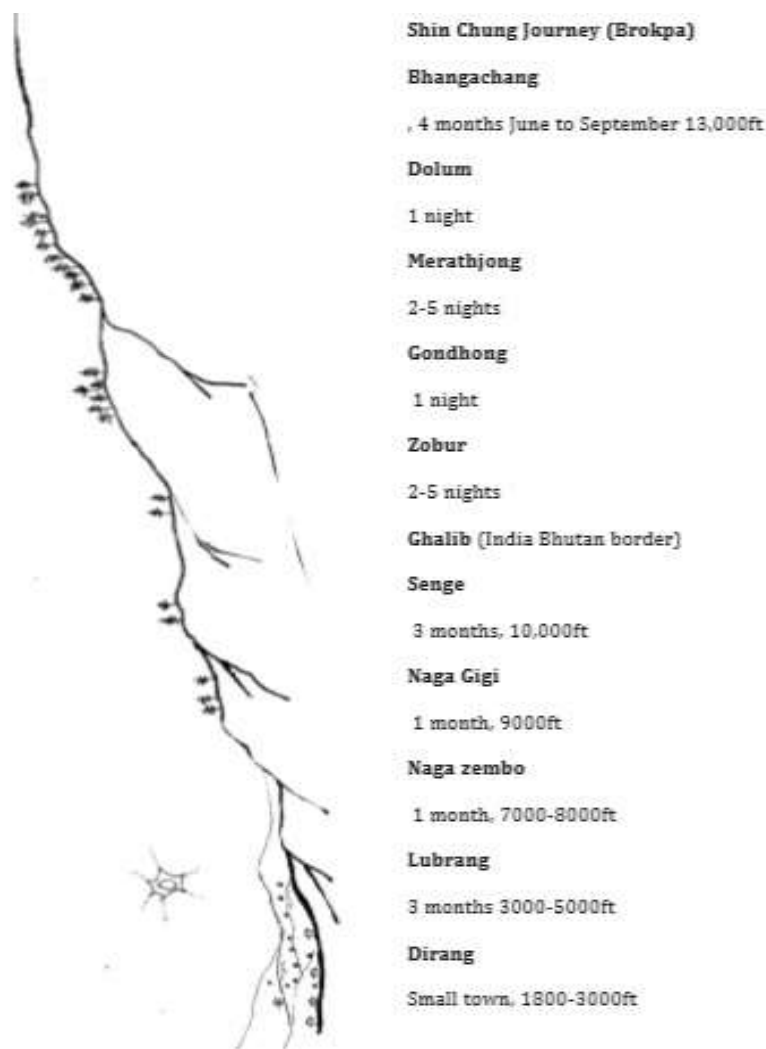 Shin Chung Journey (Brokpa)
Bhangachang
, 4 months June to September 13,000ft
Dolum
1 night
Merathjong
2-5 nights
Gondhong
1 night
Zobur
2-5 nights
Ghalib (India Bhutan border)
Senge
3 months, 10,000ft
Naga Gigi
1 month, 9000ft
Naga zembo
1 month, 7000-8000ft
Lubrang
3 months 3000-5000ft
Dirang
Small town, 1800-3000ft